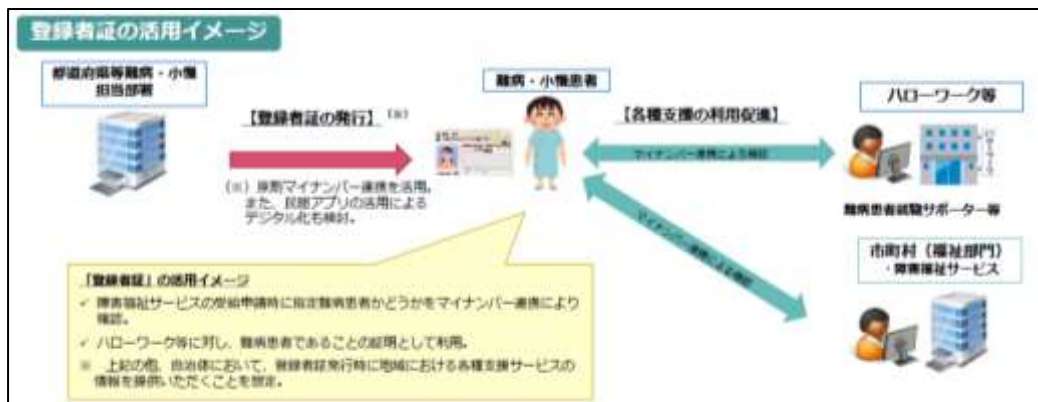 登録者証の活用イメージ
都道府県等難病・小慢
担当部署
【登録者証の発行】(※)
(※)原則マイナンバー連携を活用。
また、民間アプリの活用による
デジタル化も検討。
難病・小慢患者
【各種支援の利用促進】
マイナンバー連携による確認
マイナンバー連携による確認
ハローワーク等
ハローワーク
難病患者就職サポーター等
市町村(福祉部門)
・障害福祉サービス
「登録者証」の活用イメージ
✓ 障害福祉サービスの受給申請時に指定難病患者かどうかをマイナンバー連携により
確認。
✓ ハローワーク等に対し、難病患者であることの証明として利用。
※ 上記の他、自治体において、登録者証発行時に地域における各種支援サービスの
情報を提供いただくことを想定。